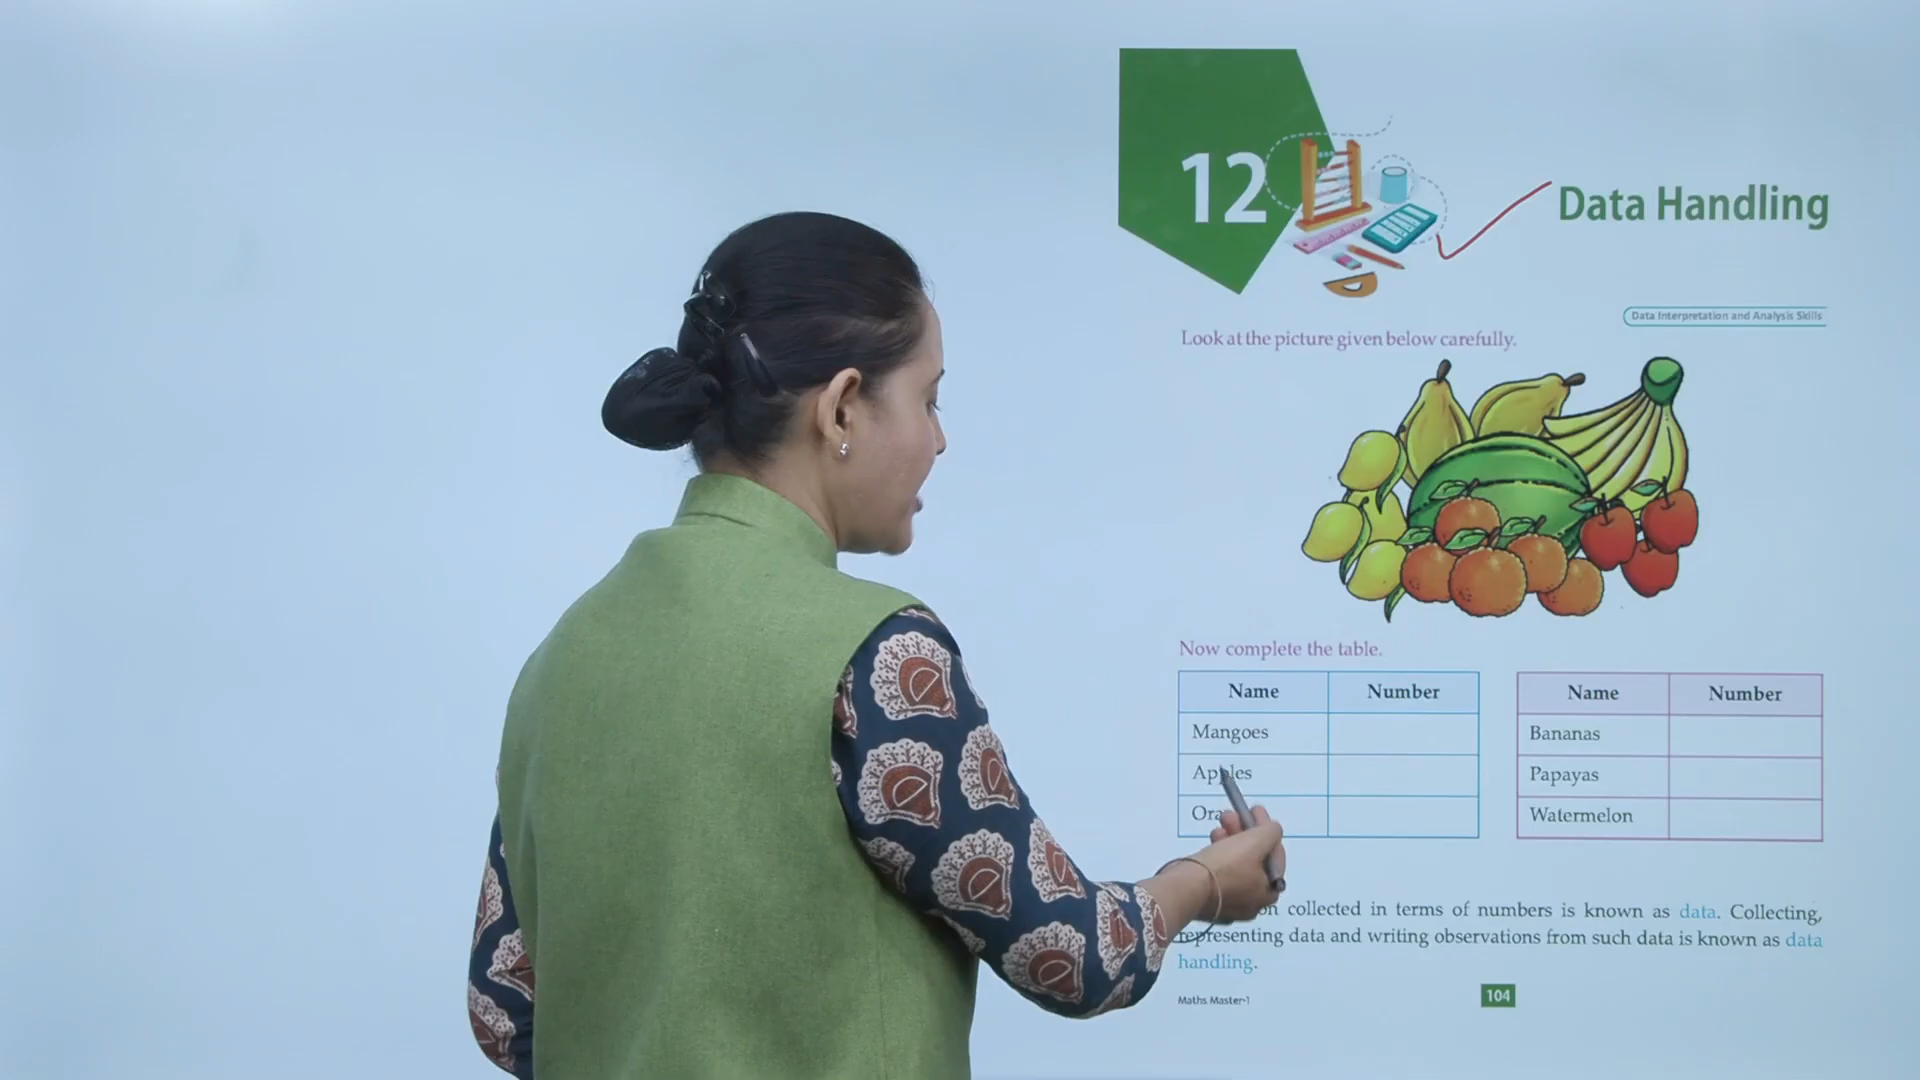 12
Data Handling
Data Interpretation and Analysis Skills
Look at the picture given below carefully.
Now complete the table.
Name Number
Mangoes
Apples
Name Number
Bananas
Papayas
Watermelon
collected in terms of numbers is known as data. Collecting,
representing data and writing observations from such data is known as data
handling.
Maths Master-1
104